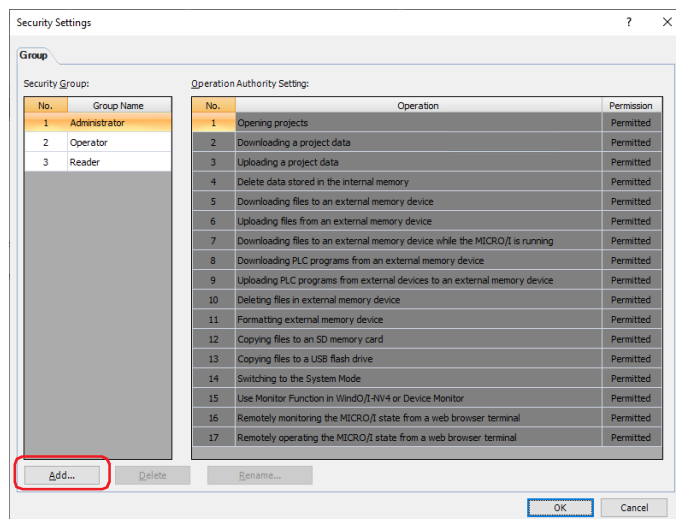 Security Settings ? ×
Group
Security Group: Operation Authority Setting:
No. Group Name No. Operation Permission
1 Administrator 1 Opening projects Permitted
2 Operator 2 Downloading a project data Permitted
3 Reader 3 Uploading a project data Permitted
4 Delete data stored in the internal memory Permitted
5 Downloading files to an external memory device Permitted
6 Uploading files from an external memory device Permitted
7 Downloading files to an external memory device while the MICRO/I is running Permitted
8 Downloading PLC programs from an external memory device Permitted
9 Uploading PLC programs from external devices to an external memory device Permitted
10 Deleting files in external memory device Permitted
11 Formatting external memory device Permitted
12 Copying files to an SD memory card Permitted
13 Copying files to a USB flash drive Permitted
14 Switching to the System Mode Permitted
15 Use Monitor Function in WindO/I-NV4 or Device Monitor Permitted
16 Remotely monitoring the MICRO/I state from a web browser terminal Permitted
17 Remotely operating the MICRO/I state from a web browser terminal Permitted
Add... Delete Rename...
OK Cancel